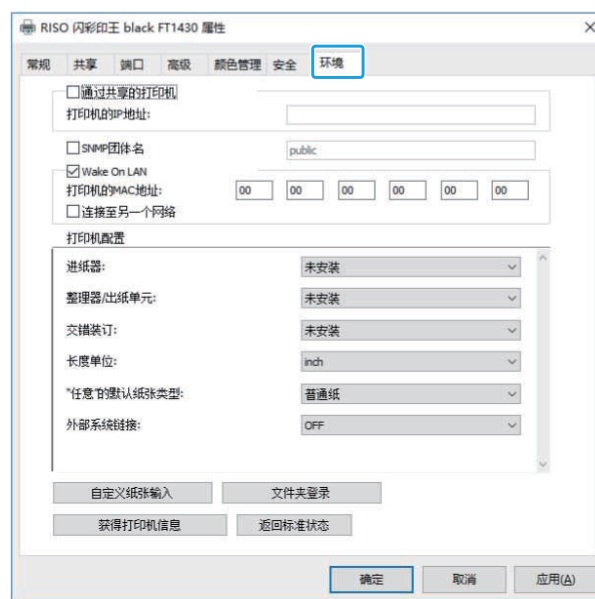 RISO 闪彩印王 black FT1430 属性
常规 共享 端口 高级 颜色管理 安全 环境
通过共享的打印机
打印机的IP地址:
SNMP团体名 public
Wake On LAN
打印机的MAC地址: 00 00 00 00 00 00
连接至另一个网络
打印机配置
进纸器: 未安装
整理器/出纸单元: 未安装
交错装订: 未安装
长度单位: inch
"任意"的默认纸张类型: 普通纸
外部系统链接: OFF
自定义纸张输入 文件夹登录
获得打印机信息 返回标准状态
确定 取消 应用(A)